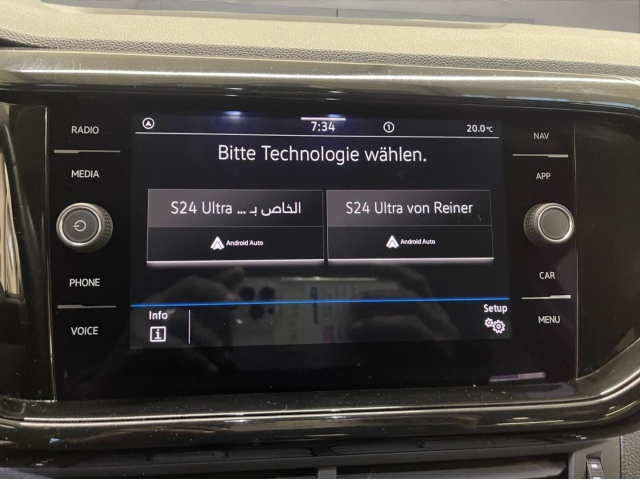 RADIO
MEDIA
PHONE
VOICE
7:34
1
20.0°C
Bitte Technologie wählen.
S24 Ultra ... الخاص بـ
Android Auto
S24 Ultra von Reiner
Android Auto
Info
i
Setup
NAV
APP
CAR
MENU